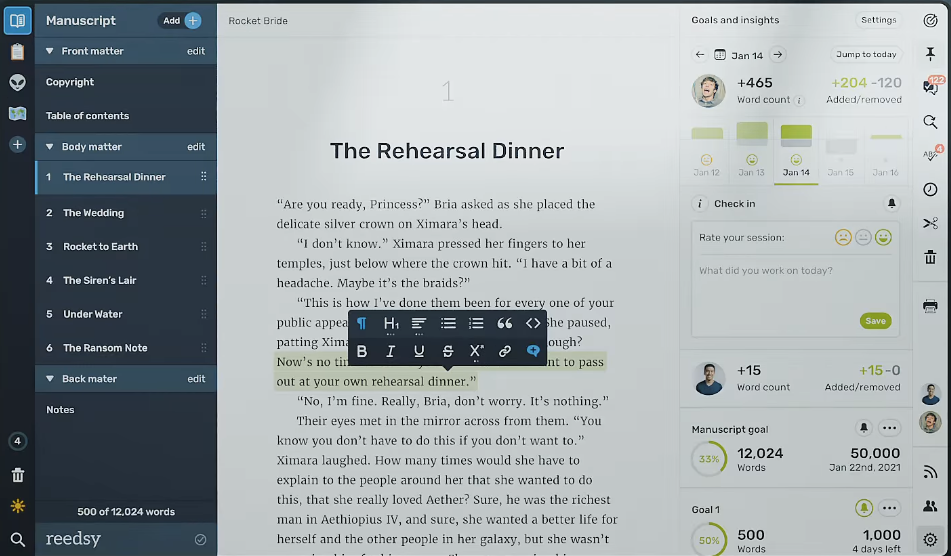 Manuscript
Add
Front matter
edit
Copyright
Table of contents
Body matter
edit
1 The Rehearsal Dinner
2 The Wedding
3 Rocket to Earth
4 The Siren's Lair
5 Under Water
6 The Ransom Note
Back mater
edit
Notes
4
500 of 12,024 words
reedsy
Rocket Bride
1
The Rehearsal Dinner
“Are you ready, Princess?” Bria asked as she placed the
delicate silver crown on Ximara’s head.
“I don’t know.” Ximara pressed her fingers to her
temples, just below where the crown hit. “I have a bit of a
headache. Maybe it’s the braids?”
“This is how I’ve done them been for every one of your
public appea
She paused,
patting Xima
ough?
Now’s no tim
nt to pass
out at your own rehearsal dinner.”
“No, I’m fine. Really, Bria, don’t worry. It’s nothing.”
Their eyes met in the mirror across from them. “You
know you don’t have to do this if you don’t want to.”
Ximara laughed. How many times would she have to
explain to the people around her that she wanted to do
this, that she really loved Aether? Sure, he was the richest
man in Aethiopius IV, and sure, she wanted a better life for
herself and the other people in her galaxy, but she wasn’t
H1
B I U S X
Goals and insights
Settings
Jan 14
Jump to today
+465
Word count
+204 -120
Added/removed
Jan 12
Jan 13
Jan 14
Jan 15
Jan 16
Check in
Rate your session:
What did you work on today?
Save
+15
Word count
+15 -0
Added/removed
Manuscript goal
33%
12,024
Words
50,000
Jan 22nd, 2021
Goal 1
50%
500
Words
1,000
4 days left
122
ABC
4